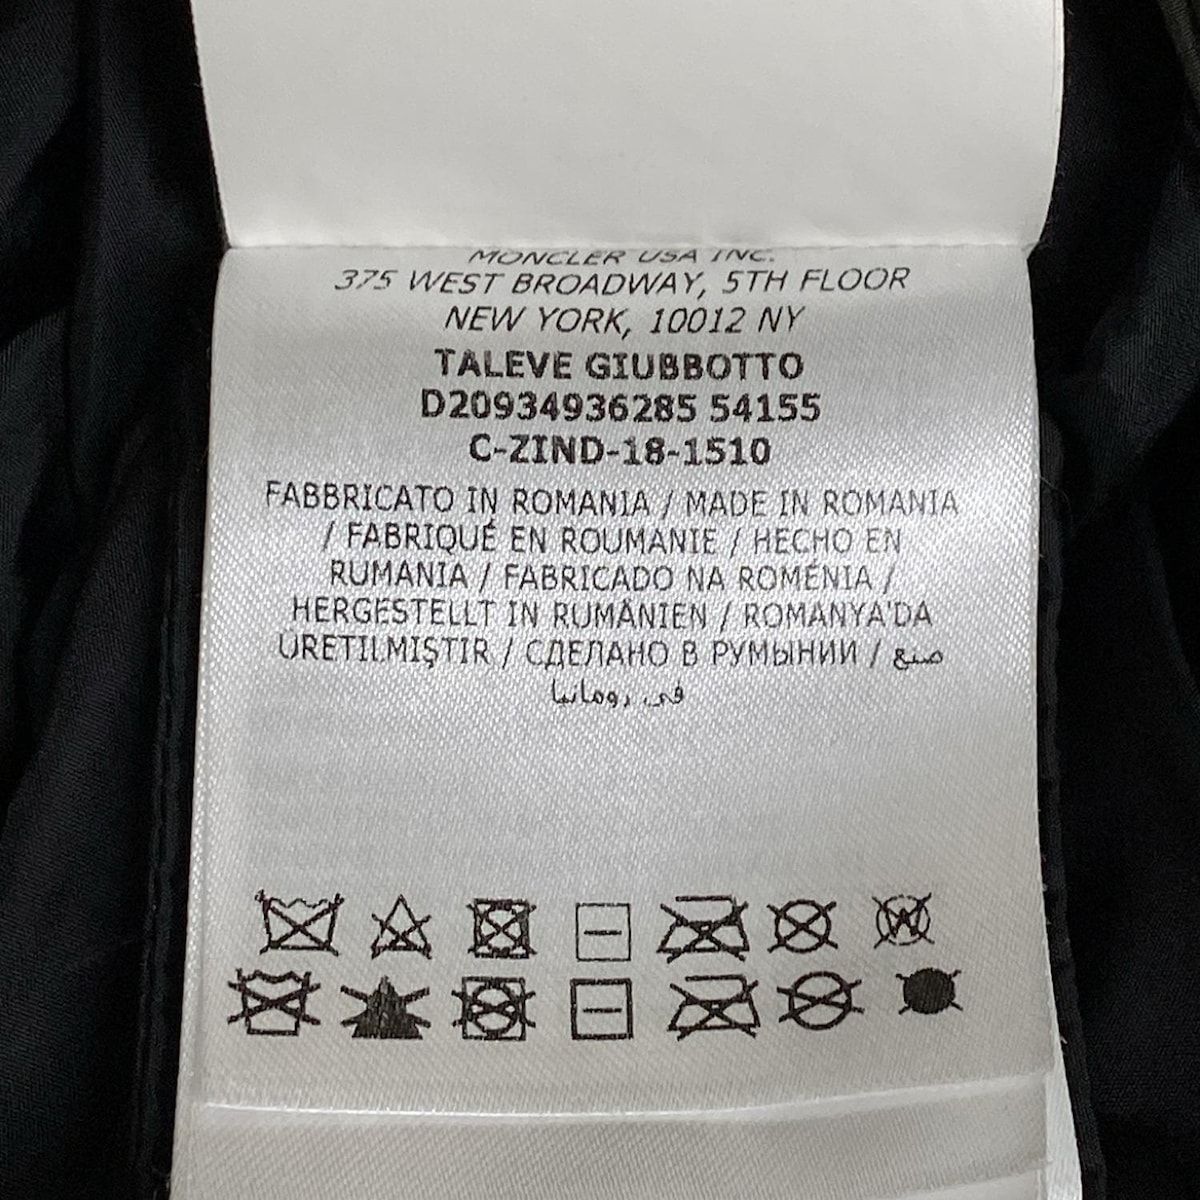 MONCLER USA INC.
375 WEST BROADWAY, 5TH FLOOR
NEW YORK, 10012 NY
TALEVE GIUBBOTTO
D20934936285 54155
C-ZIND-18-1510
FABBRICATO IN ROMANIA / MADE IN ROMANIA
/ FABRIQUÉ EN ROUMANIE / HECHO EN
RUMANIA / FABRICADO NA ROMÉNIA /
HERGESTELLT IN RUMÄNIEN / ROMANYA'DA
ÜRETILMIŞTIR / СДЕЛАНО В РУМЫНИИ / صنع
في رومانيا
W